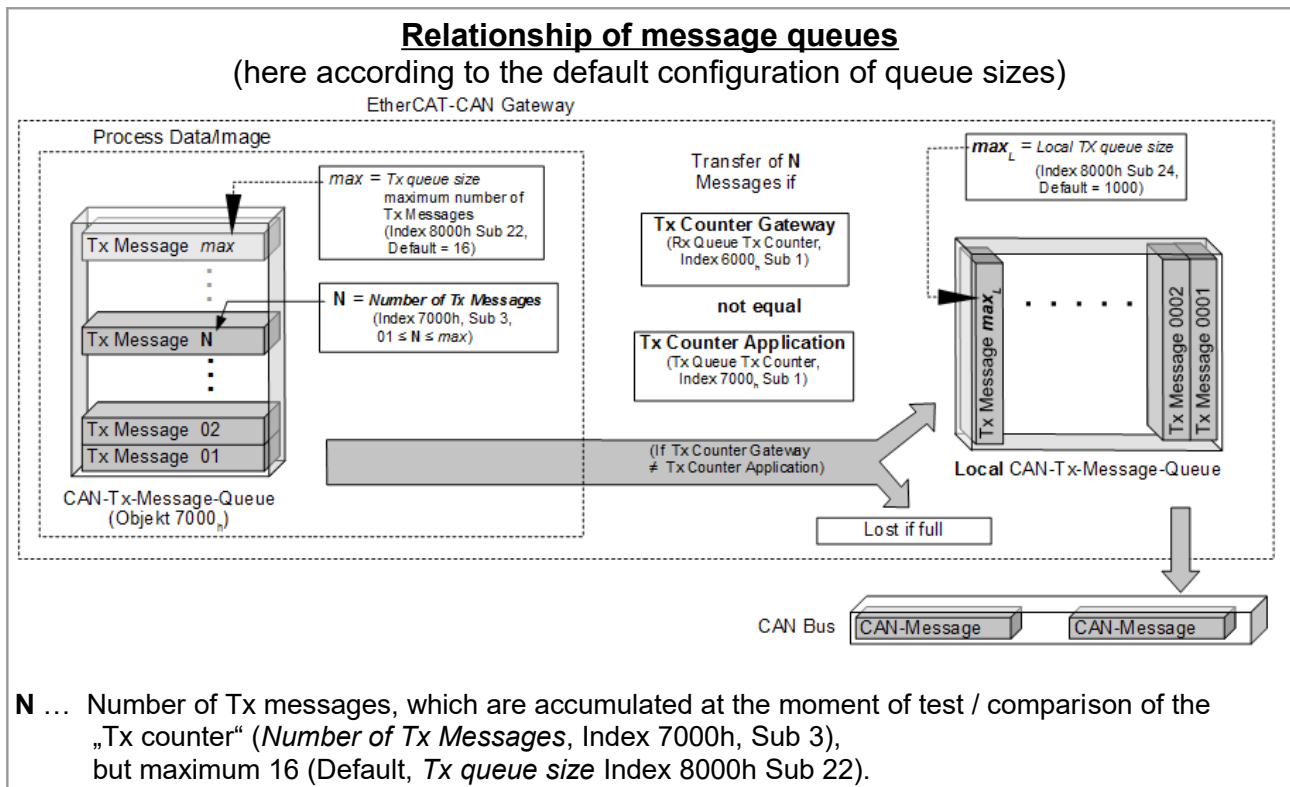 Relationship of message queues
(here according to the default configuration of queue sizes)
EtherCAT-CAN Gateway
Process Data/Image
max = Tx queue size
maximum number of
Tx Messages
(Index 8000h Sub 22,
Default = 16)
Tx Message max
N = Number of Tx Messages
(Index 7000h, Sub 3,
01 ≤ N ≤ max)
Tx Message N
Tx Message 02
Tx Message 01
CAN-Tx-Message-Queue
(Objekt 7000h)
Transfer of N
Messages if
Tx Counter Gateway
(Rx Queue Tx Counter,
Index 6000h Sub 1)
not equal
Tx Counter Application
(Tx Queue Tx Counter,
Index 7000h Sub 1)
(If Tx Counter Gateway
≠ Tx Counter Application)
Lost if full
maxL = Local TX queue size
(Index 8000h Sub 24,
Default = 1000)
Tx Message maxL
. . . . .
Tx Message 0002
Tx Message 0001
Local CAN-Tx-Message-Queue
CAN Bus
CAN-Message
CAN-Message
N … Number of Tx messages, which are accumulated at the moment of test / comparison of the
„Tx counter“ (Number of Tx Messages, Index 7000h, Sub 3),
but maximum 16 (Default, Tx queue size Index 8000h Sub 22).